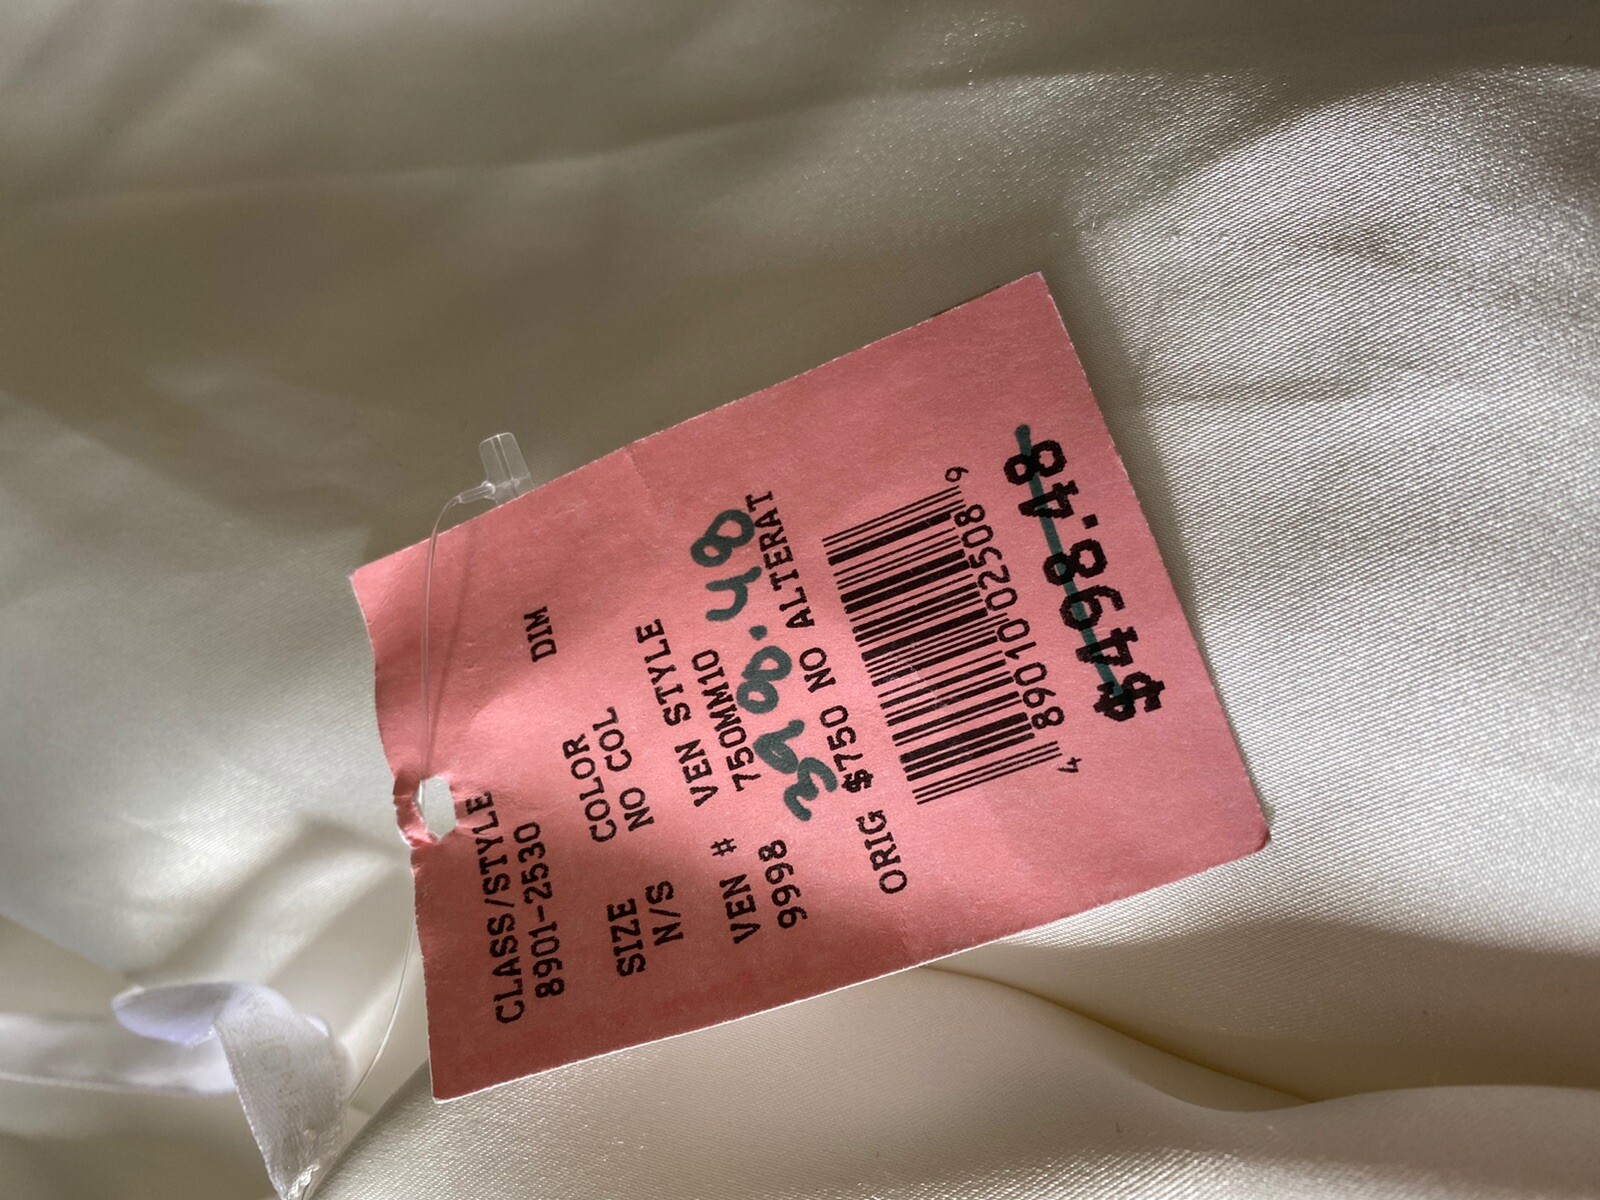 CLASS/STYLE
8901-2530
SIZE COLOR DIM
N/S NO COL
VEN # VEN STYLE
9998 750MM10
398.48
ORIG $750 NO ALTERAT
4 89010 02508 9
$498.48